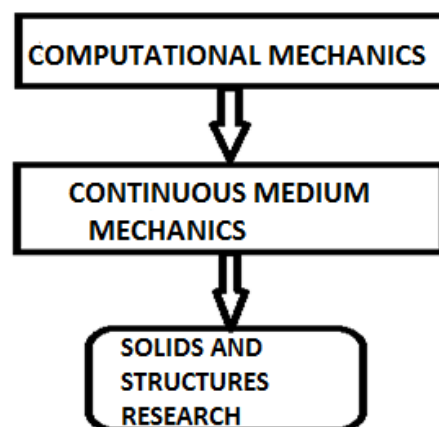 COMPUTATIONAL MECHANICS
CONTINUOUS MEDIUM
MECHANICS
SOLIDS AND
STRUCTURES
RESEARCH